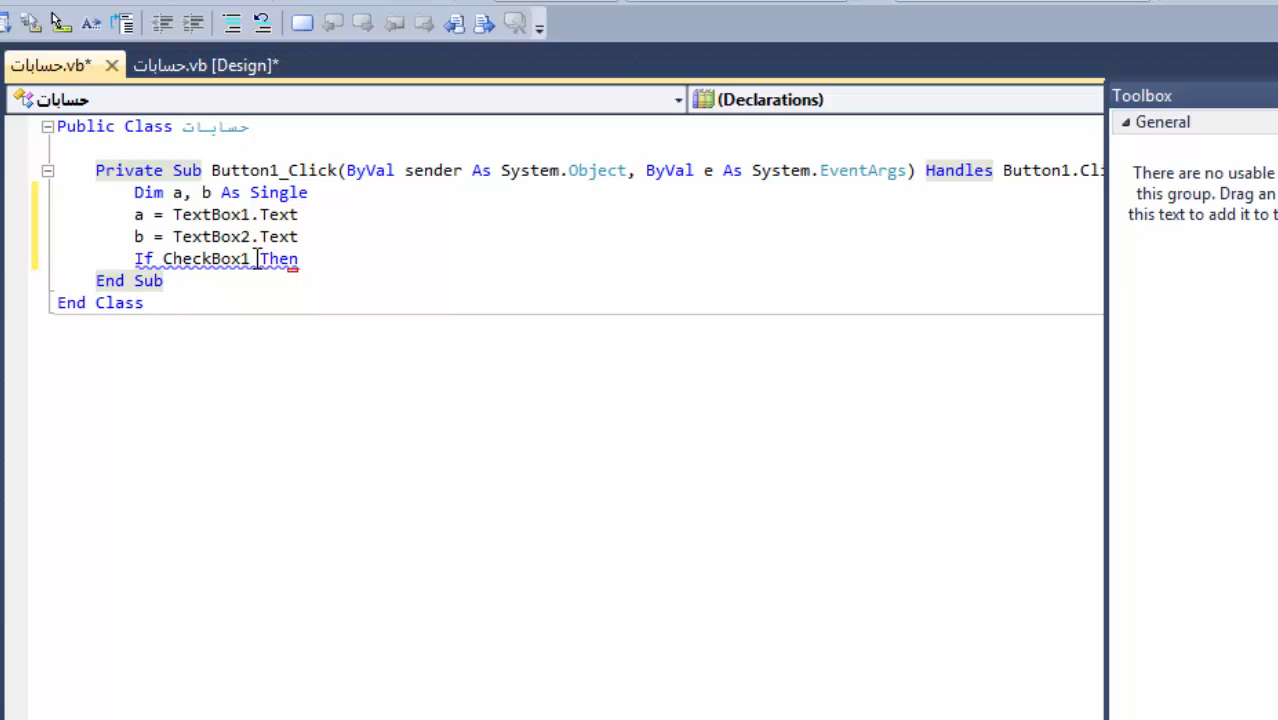 حسابات.vb*
حسابات.vb [Design]*
حسابات
(Declarations)
Public Class حسابات
Private Sub Button1_Click(ByVal sender As System.Object, ByVal e As System.EventArgs) Handles Button1.Cli
Dim a, b As Single
a = TextBox1.Text
b = TextBox2.Text
If CheckBox1 Then
End Sub
End Class
Toolbox
General
There are no usable
this group. Drag an
this text to add it to t